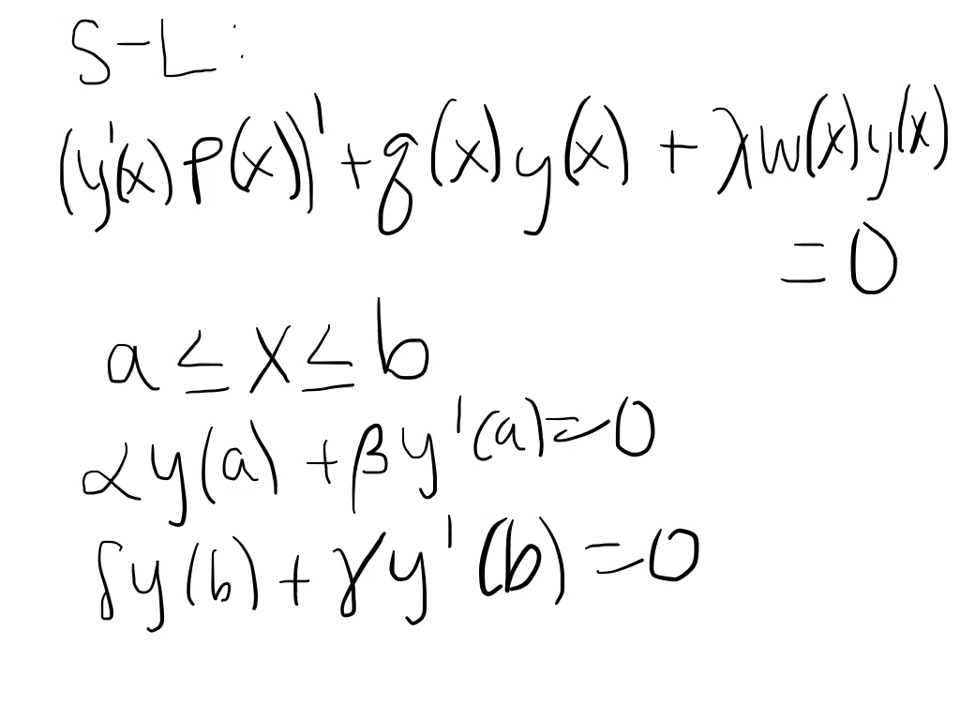 S-L:
(y'(x)p(x))' + q(x)y(x) + λw(x)y(x)
= 0
a ≤ x ≤ b
αy(a) + βy'(a) = 0
δy(b) + γy'(b) = 0